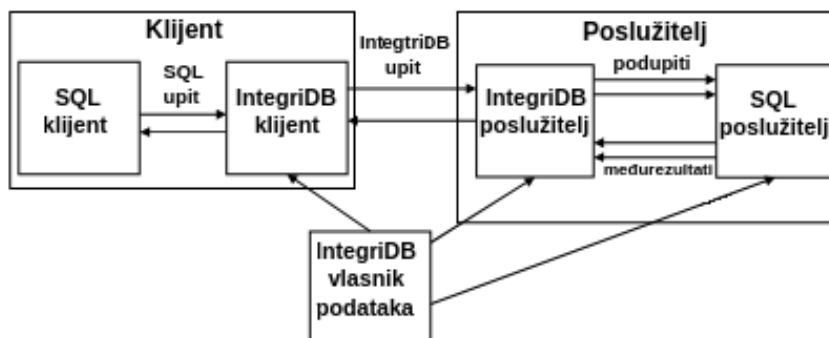 Klijent
SQL
klijent
SQL
upit
IntegriDB
klijent
IntegtriDB
upit
Poslužitelj
IntegriDB
poslužitelj
podupiti
međurezultati
SQL
poslužitelj
IntegriDB
vlasnik
podataka